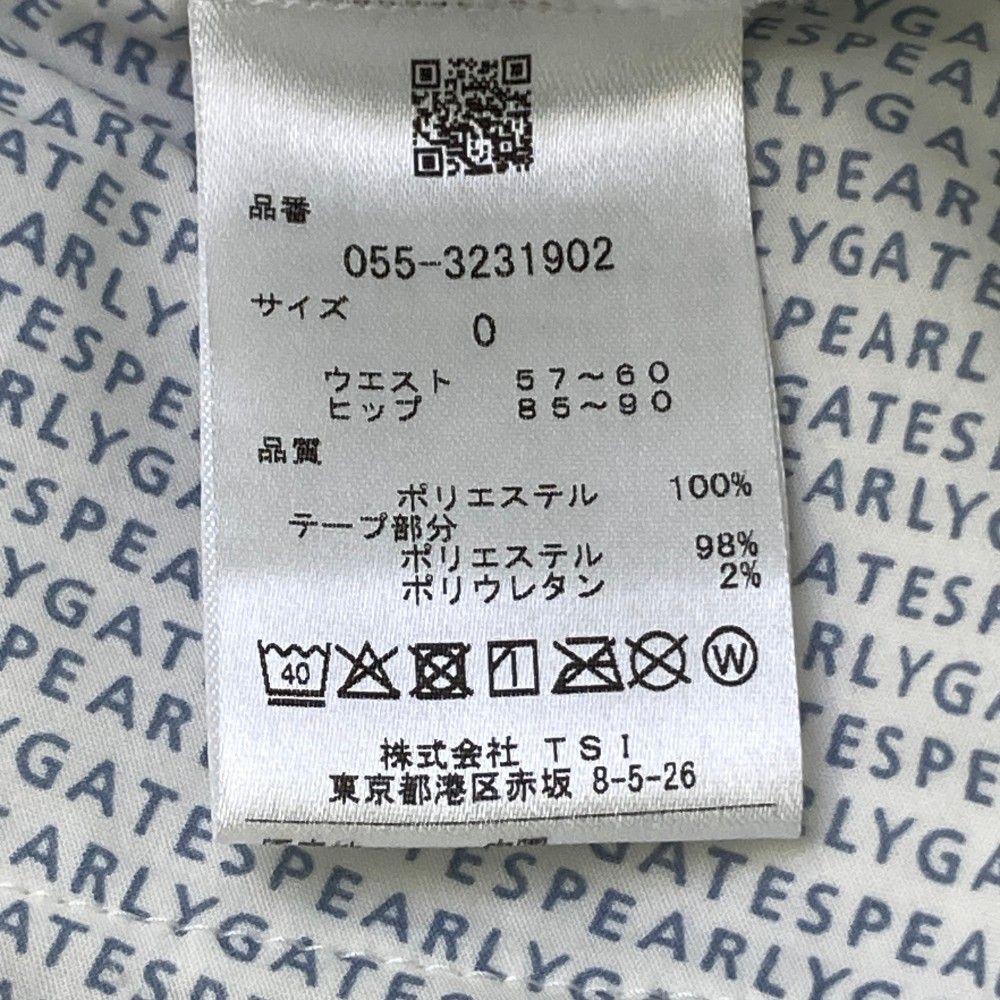 品番
055-3231902
サイズ
0
ウエスト 57～60
ヒップ 85～90
品質
ポリエステル 100%
テープ部分
ポリエステル 98%
ポリウレタン 2%
40
W
株式会社 TSI
東京都港区赤坂 8-5-26
PEARLYGATES